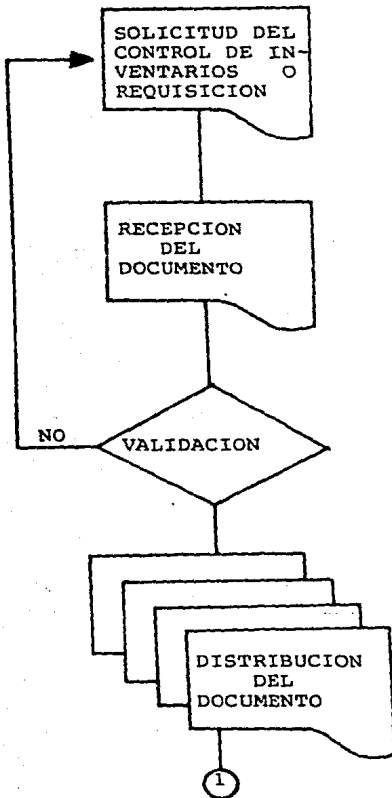 SOLICITUD DEL
CONTROL DE IN-
VENTARIOS O
REQUISICION
RECEPCION
DEL
DOCUMENTO
NO
VALIDACION
DISTRIBUCION
DEL
DOCUMENTO
1